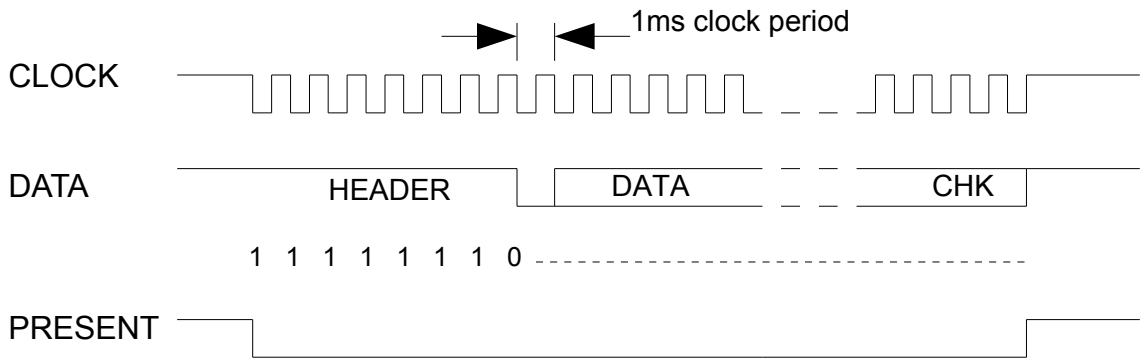 1ms clock period
CLOCK
DATA
HEADER
DATA
CHK
1 1 1 1 1 1 1 0
PRESENT